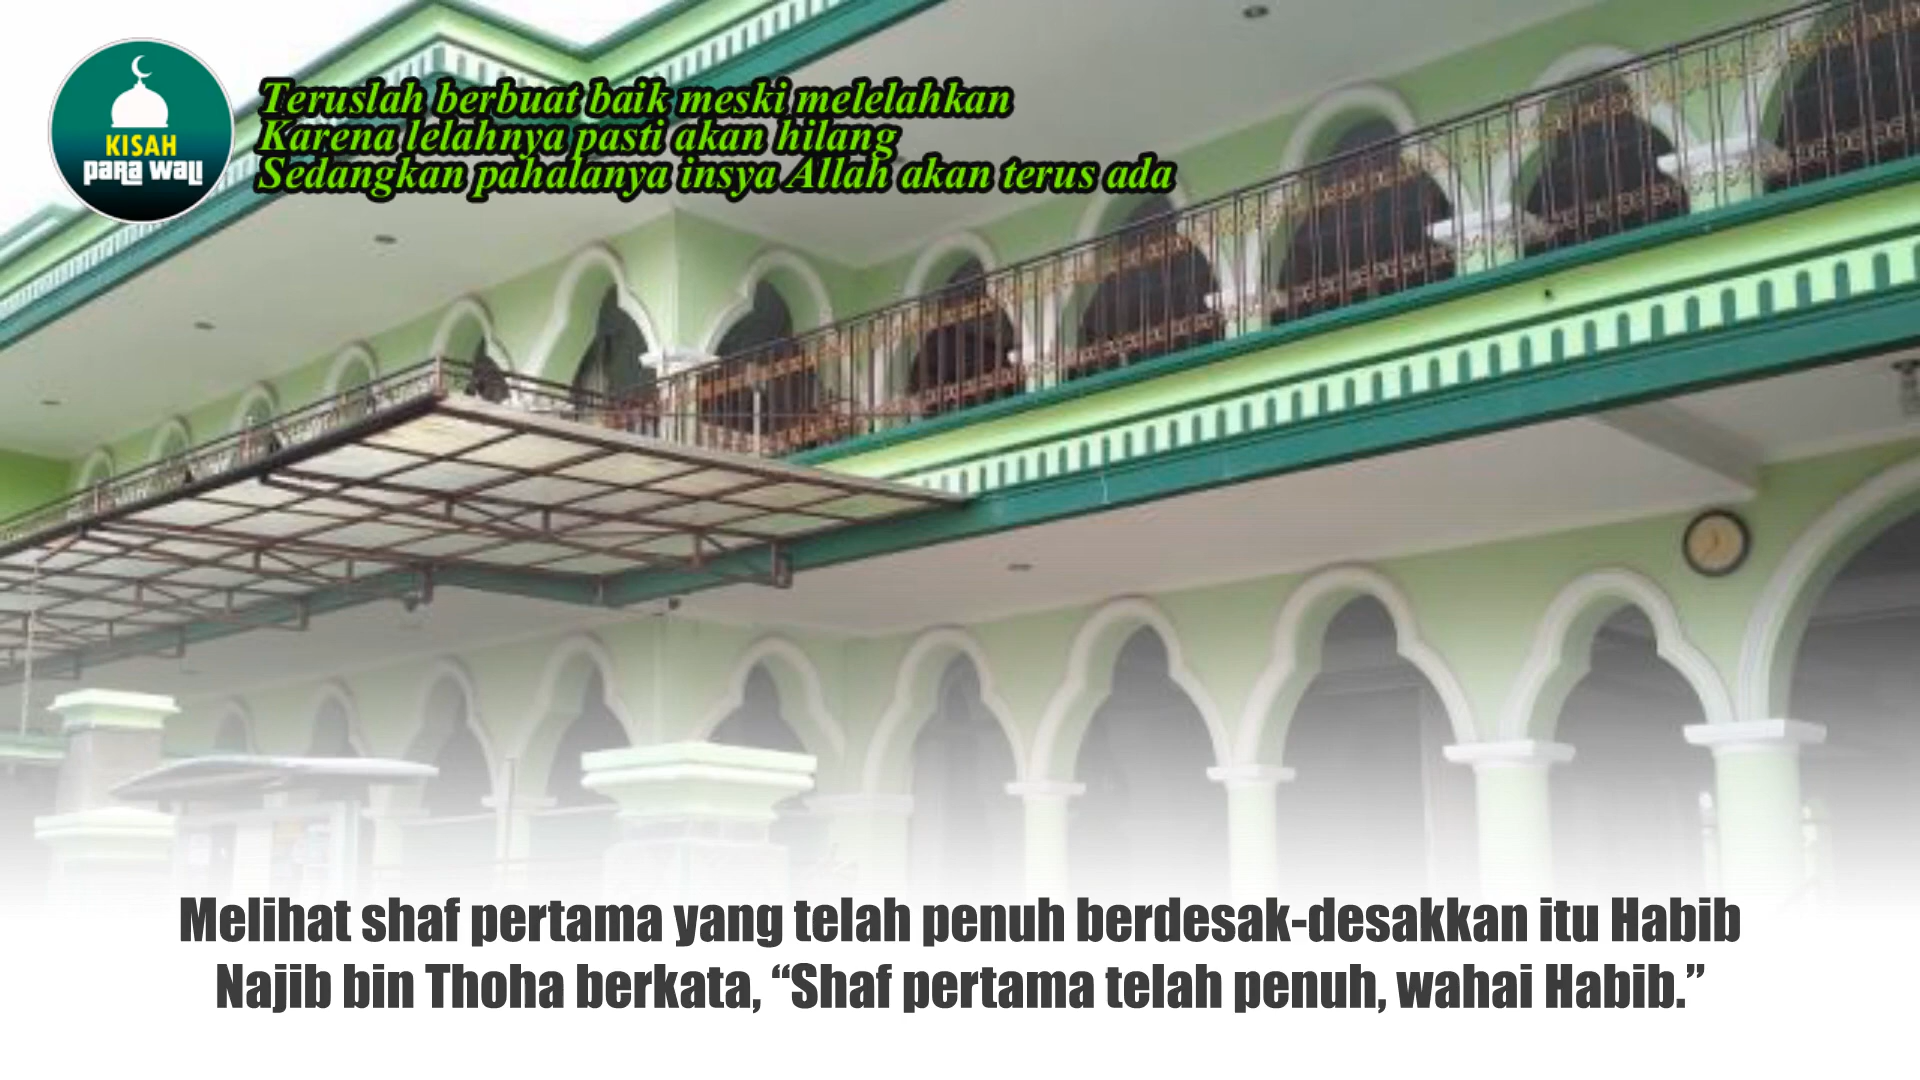 KISAH
PARA WALI
Teruslah berbuat baik meski melelahkan
Karena lelahnya pasti akan hilang
Sedangkan pahalanya insya Allah akan terus ada
Melihat shaf pertama yang telah penuh berdesak-desakkan itu Habib
Najib bin Thoha berkata, “Shaf pertama telah penuh, wahai Habib.”